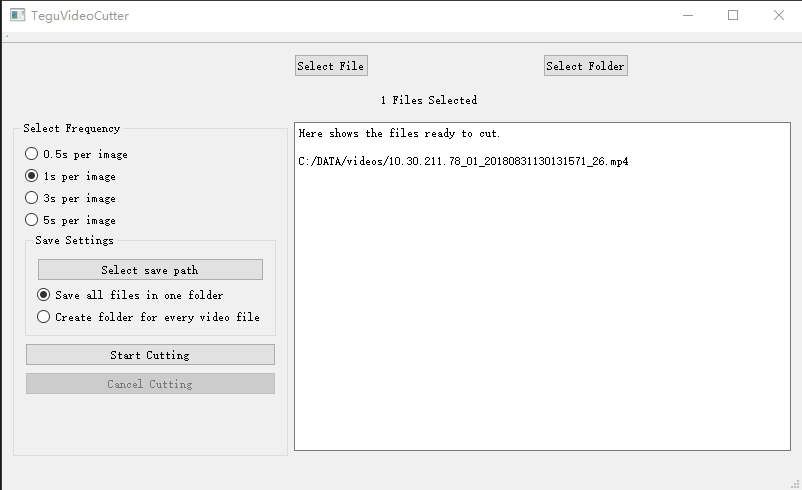 TeguVideoCutter
Select File
Select Folder
1 Files Selected
Select Frequency
0.5s per image
1s per image
3s per image
5s per image
Save Settings
Select save path
Save all files in one folder
Create folder for every video file
Start Cutting
Cancel Cutting
Here shows the files ready to cut.
C:/DATA/videos/10.30.211.78_01_20180831130131571_26.mp4